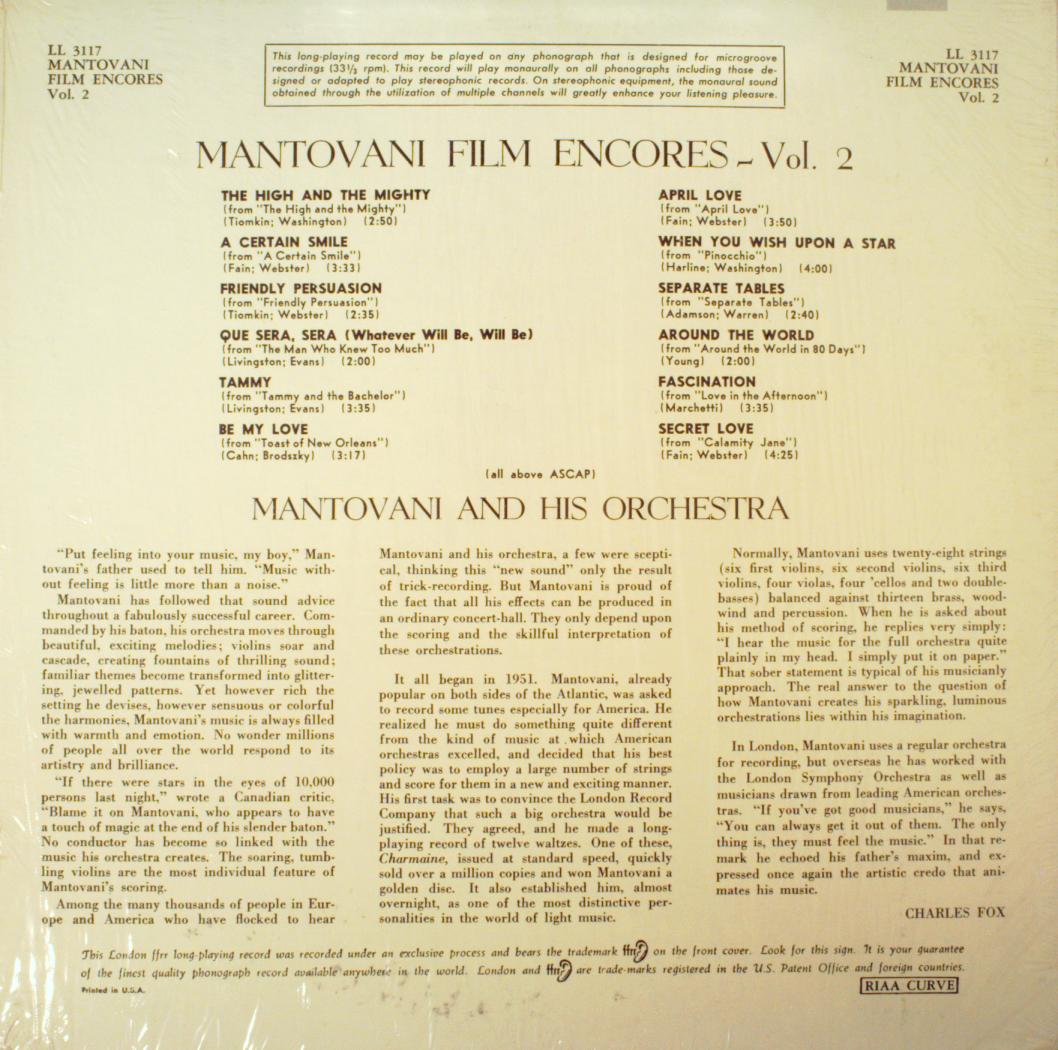 LL 3117
MANTOVANI
FILM ENCORES
Vol. 2
This long-playing record may be played on any phonograph that is designed for microgroove
recordings (33⅓ rpm). This record will play monaurally on all phonographs including those de-
signed or adapted to play stereophonic records. On stereophonic equipment, the monaural sound
obtained through the utilization of multiple channels will greatly enhance your listening pleasure.
LL 3117
MANTOVANI
FILM ENCORES
Vol. 2
MANTOVANI FILM ENCORES - Vol. 2
THE HIGH AND THE MIGHTY
(from "The High and the Mighty")
(Tiomkin; Washington) (2:50)
A CERTAIN SMILE
(from "A Certain Smile")
(Fain; Webster) (3:33)
FRIENDLY PERSUASION
(from "Friendly Persuasion")
(Tiomkin; Webster) (2:35)
QUE SERA, SERA (Whatever Will Be, Will Be)
(from "The Man Who Knew Too Much")
(Livingston; Evans) (2:00)
TAMMY
(from "Tammy and the Bachelor")
(Livingston; Evans) (3:35)
BE MY LOVE
(from "Toast of New Orleans")
(Cahn; Brodszky) (3:17)
APRIL LOVE
(from "April Love")
(Fain; Webster) (3:50)
WHEN YOU WISH UPON A STAR
(from "Pinocchio")
(Harline; Washington) (4:00)
SEPARATE TABLES
(from "Separate Tables")
(Adamson; Warren) (2:40)
AROUND THE WORLD
(from "Around the World in 80 Days")
(Young) (2:00)
FASCINATION
(from "Love in the Afternoon")
(Marchetti) (3:35)
SECRET LOVE
(from "Calamity Jane")
(Fain; Webster) (4:25)
(all above ASCAP)
MANTOVANI AND HIS ORCHESTRA
"Put feeling into your music, my boy," Man-
tovani's father used to tell him. "Music with-
out feeling is little more than a noise."
Mantovani has followed that sound advice
throughout a fabulously successful career. Com-
manded by his baton, his orchestra moves through
beautiful, exciting melodies; violins soar and
cascade, creating fountains of thrilling sound;
familiar themes become transformed into glitter-
ing, jewelled patterns. Yet however rich the
setting he devises, however sensuous or colorful
the harmonies, Mantovani's music is always filled
with warmth and emotion. No wonder millions
of people all over the world respond to its
artistry and brilliance.
"If there were stars in the eyes of 10,000
persons last night," wrote a Canadian critic,
"Blame it on Mantovani, who appears to have
a touch of magic at the end of his slender baton."
No conductor has become so linked with the
music his orchestra creates. The soaring, tumb-
ling violins are the most individual feature of
Mantovani's scoring.
Among the many thousands of people in Eur-
ope and America who have flocked to hear
Mantovani and his orchestra, a few were scepti-
cal, thinking this "new sound" only the result
of trick-recording. But Mantovani is proud of
the fact that all his effects can be produced in
an ordinary concert-hall. They only depend upon
the scoring and the skillful interpretation of
these orchestrations.
It all began in 1951. Mantovani, already
popular on both sides of the Atlantic, was asked
to record some tunes especially for America. He
realized he must do something quite different
from the kind of music at which American
orchestras excelled, and decided that his best
policy was to employ a large number of strings
and score for them in a new and exciting manner.
His first task was to convince the London Record
Company that such a big orchestra would be
justified. They agreed, and he made a long-
playing record of twelve waltzes. One of these,
Charmaine, issued at standard speed, quickly
sold over a million copies and won Mantovani a
golden disc. It also established him, almost
overnight, as one of the most distinctive per-
sonalities in the world of light music.
Normally, Mantovani uses twenty-eight strings
(six first violins, six second violins, six third
violins, four violas, four 'cellos and two double-
basses) balanced against thirteen brass, wood-
wind and percussion. When he is asked about
his method of scoring, he replies very simply:
"I hear the music for the full orchestra quite
plainly in my head. I simply put it on paper."
That sober statement is typical of his musicianly
approach. The real answer to the question of
how Mantovani creates his sparkling, luminous
orchestrations lies within his imagination.
In London, Mantovani uses a regular orchestra
for recording, but overseas he has worked with
the London Symphony Orchestra as well as
musicians drawn from leading American orches-
tras. "If you've got good musicians," he says,
"You can always get it out of them. The only
thing is, they must feel the music." In that re-
mark he echoed his father's maxim, and ex-
pressed once again the artistic credo that ani-
mates his music.
CHARLES FOX
This London ffrr long-playing record was recorded under an exclusive process and bears the trademark ffrr on the front cover. Look for this sign. It is your guarantee
of the finest quality phonograph record available anywhere in the world. London and ffrr are trade-marks registered in the U.S. Patent Office and foreign countries.
Printed in U.S.A.
RIAA CURVE